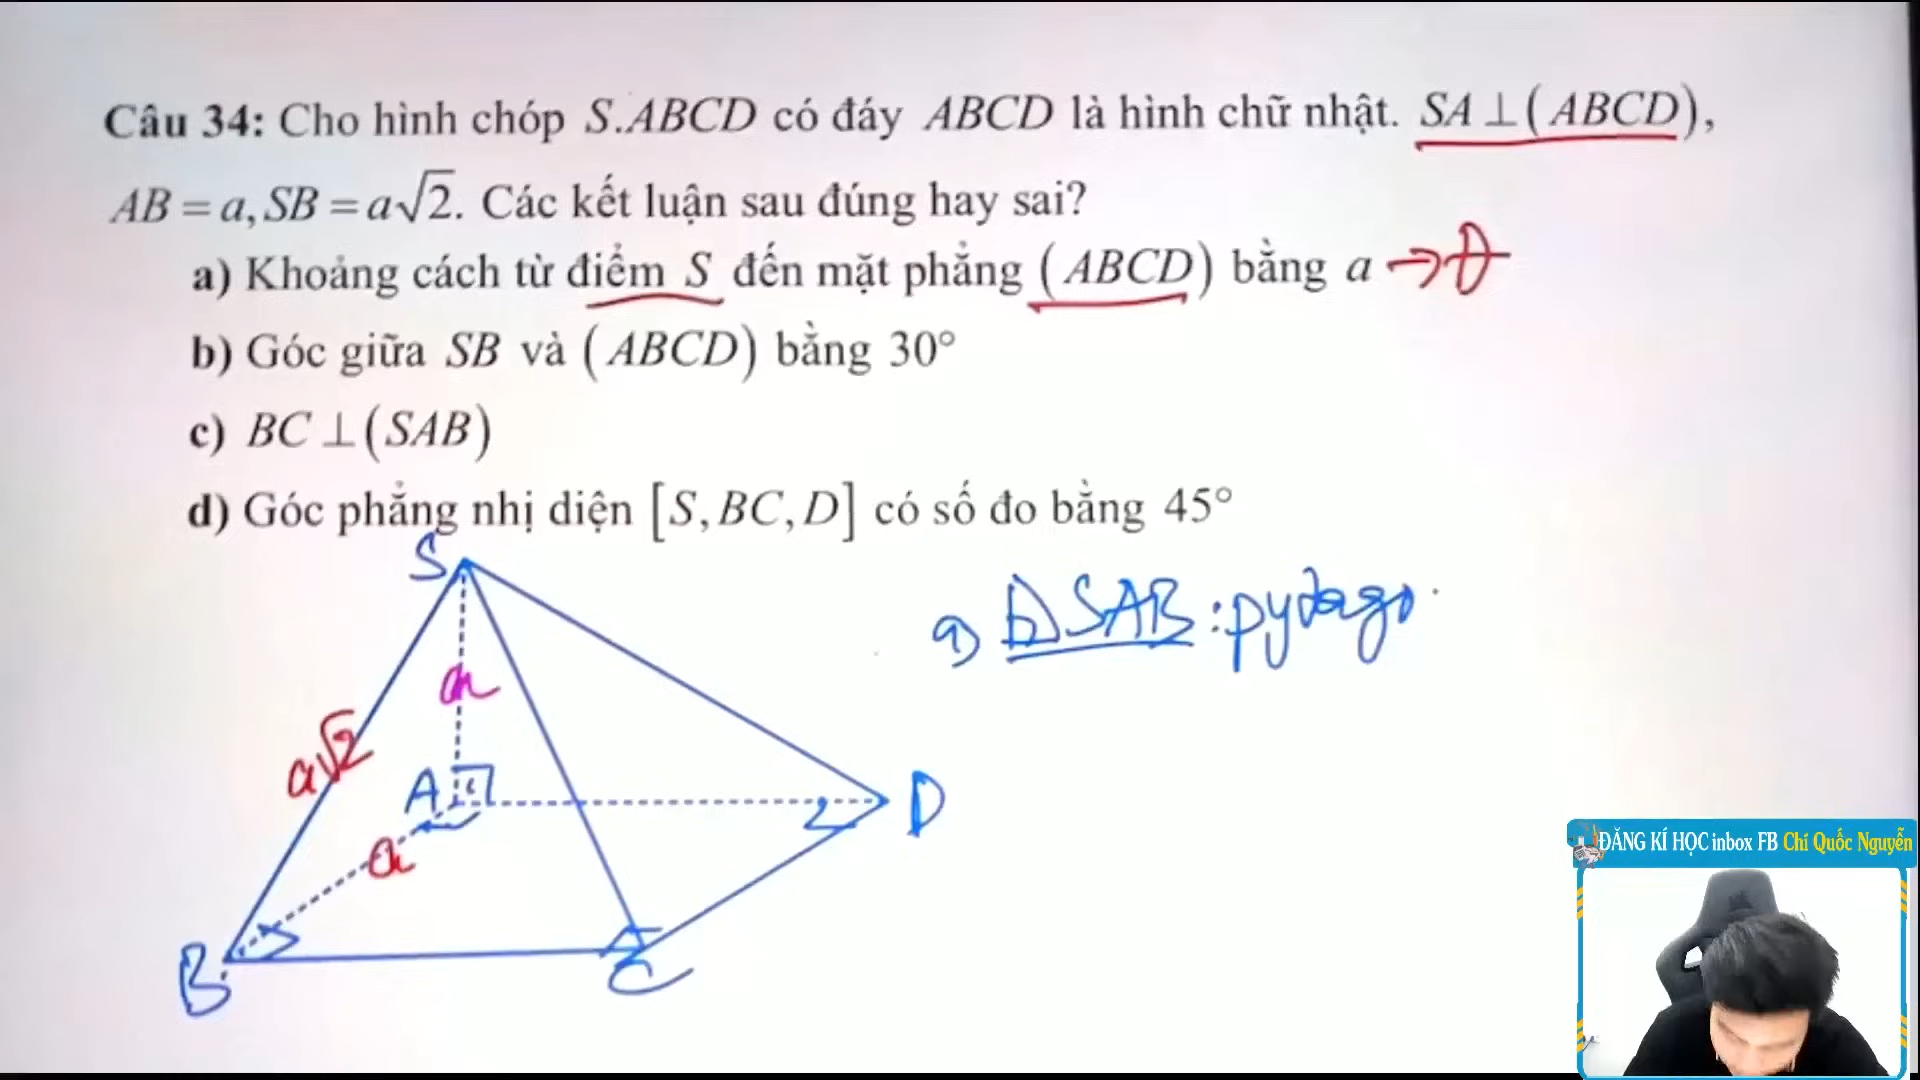 Câu 34: Cho hình chóp S.ABCD có đáy ABCD là hình chữ nhật. SA ⊥ (ABCD),
AB = a, SB = a√2. Các kết luận sau đúng hay sai?
a) Khoảng cách từ điểm S đến mặt phẳng (ABCD) bằng a → Đ
b) Góc giữa SB và (ABCD) bằng 30°
c) BC ⊥ (SAB)
d) Góc phẳng nhị diện [S, BC, D] có số đo bằng 45°
S
a) ΔSAB : pytago
a
a√2
A
D
a
B
C
ĐĂNG KÍ HỌC inbox FB Chí Quốc Nguyễn